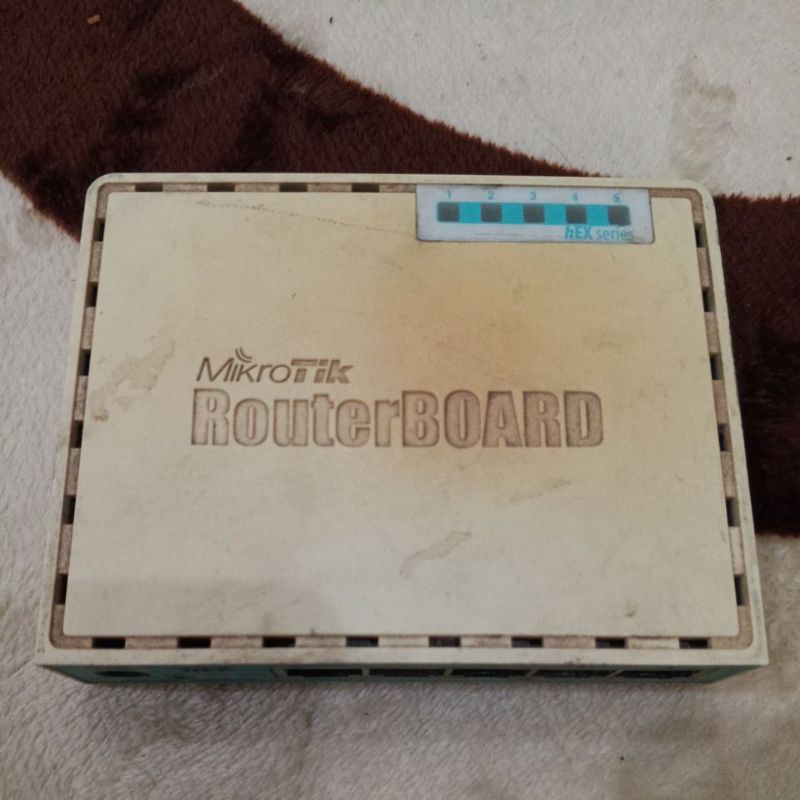 1 2 3 4 5
hEX series
MikroTik
RouterBOARD